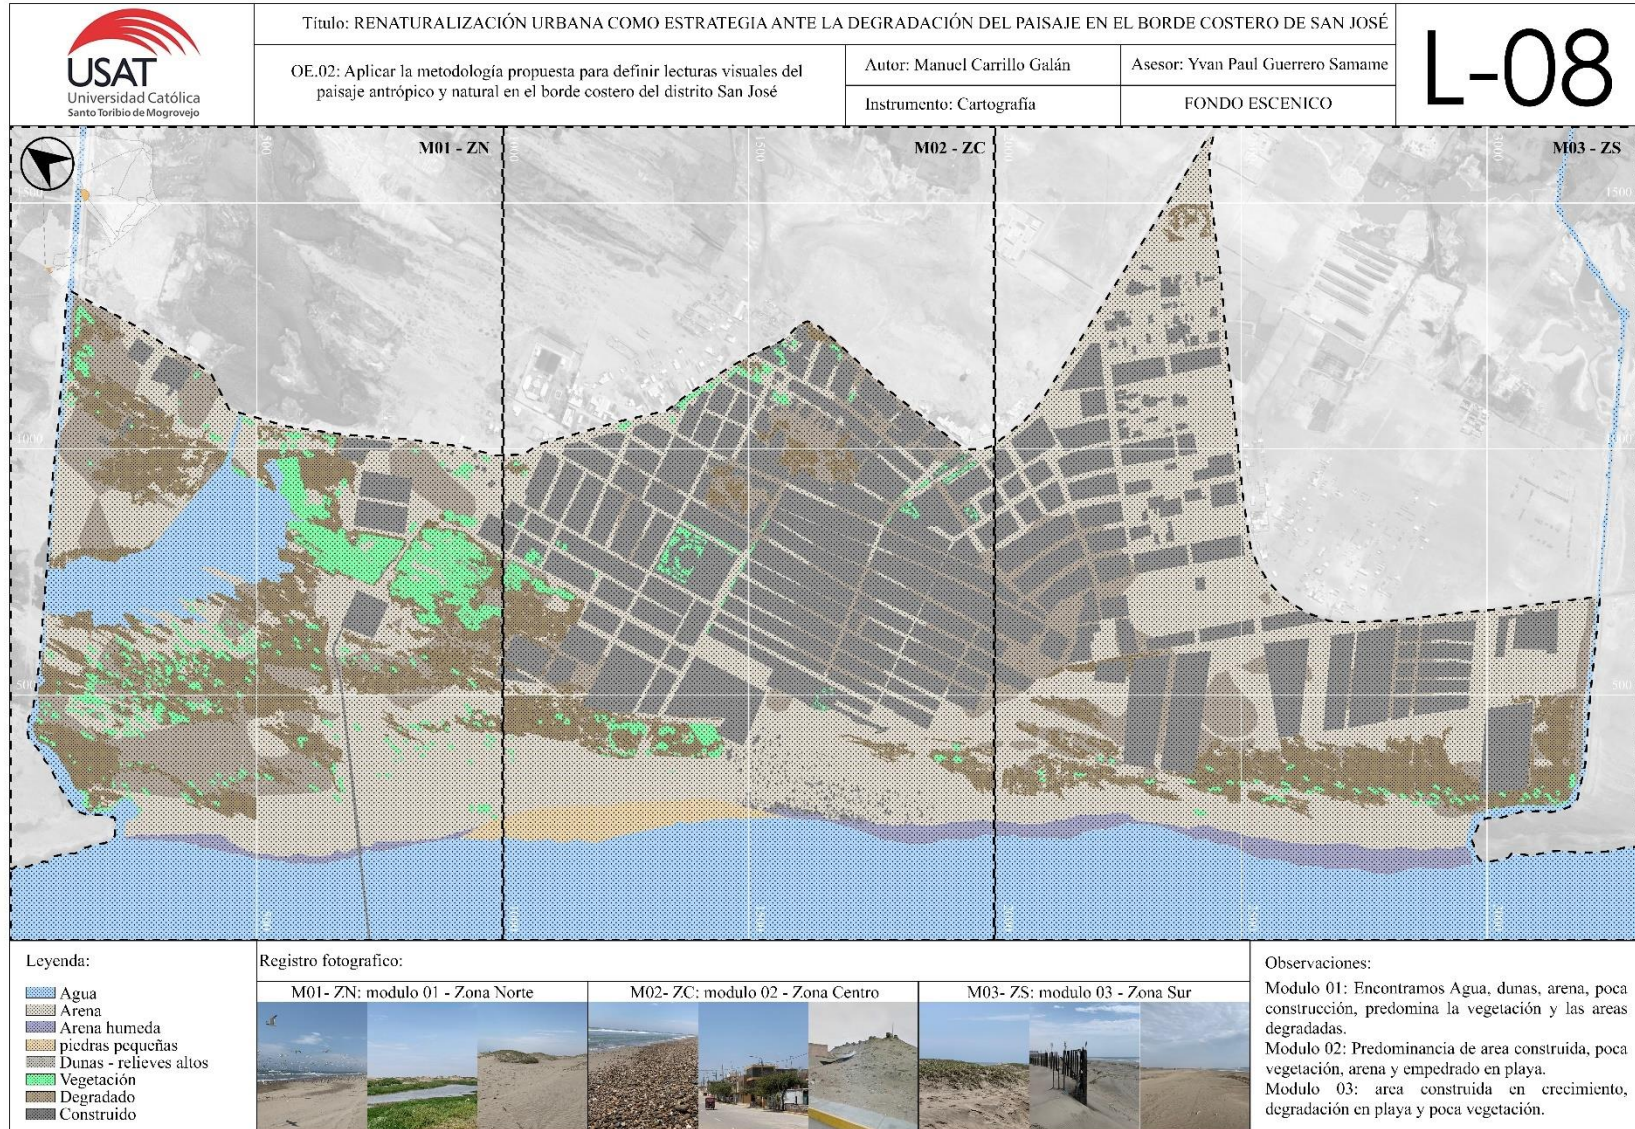 USAT
Universidad Católica
Santo Toribio de Mogrovejo
Título: RENATURALIZACIÓN URBANA COMO ESTRATEGIA ANTE LA DEGRADACIÓN DEL PAISAJE EN EL BORDE COSTERO DE SAN JOSÉ
OE.02: Aplicar la metodología propuesta para definir lecturas visuales del
paisaje antrópico y natural en el borde costero del distrito San José
Autor: Manuel Carrillo Galán
Asesor: Yvan Paul Guerrero Samame
Instrumento: Cartografía
FONDO ESCENICO
L-08
M01 - ZN
M02 - ZC
M03 - ZS
1500
1000
500
500
Leyenda:
Agua
Arena
Arena humeda
piedras pequeñas
Dunas - relieves altos
Vegetación
Degradado
Construido
Registro fotografico:
M01- ZN: modulo 01 - Zona Norte
M02- ZC: modulo 02 - Zona Centro
M03- ZS: modulo 03 - Zona Sur
Observaciones:
Modulo 01: Encontramos Agua, dunas, arena, poca
construcción, predomina la vegetación y las areas
degradadas.
Modulo 02: Predominancia de area construida, poca
vegetación, arena y empedrado en playa.
Modulo 03: area construida en crecimiento,
degradación en playa y poca vegetación.